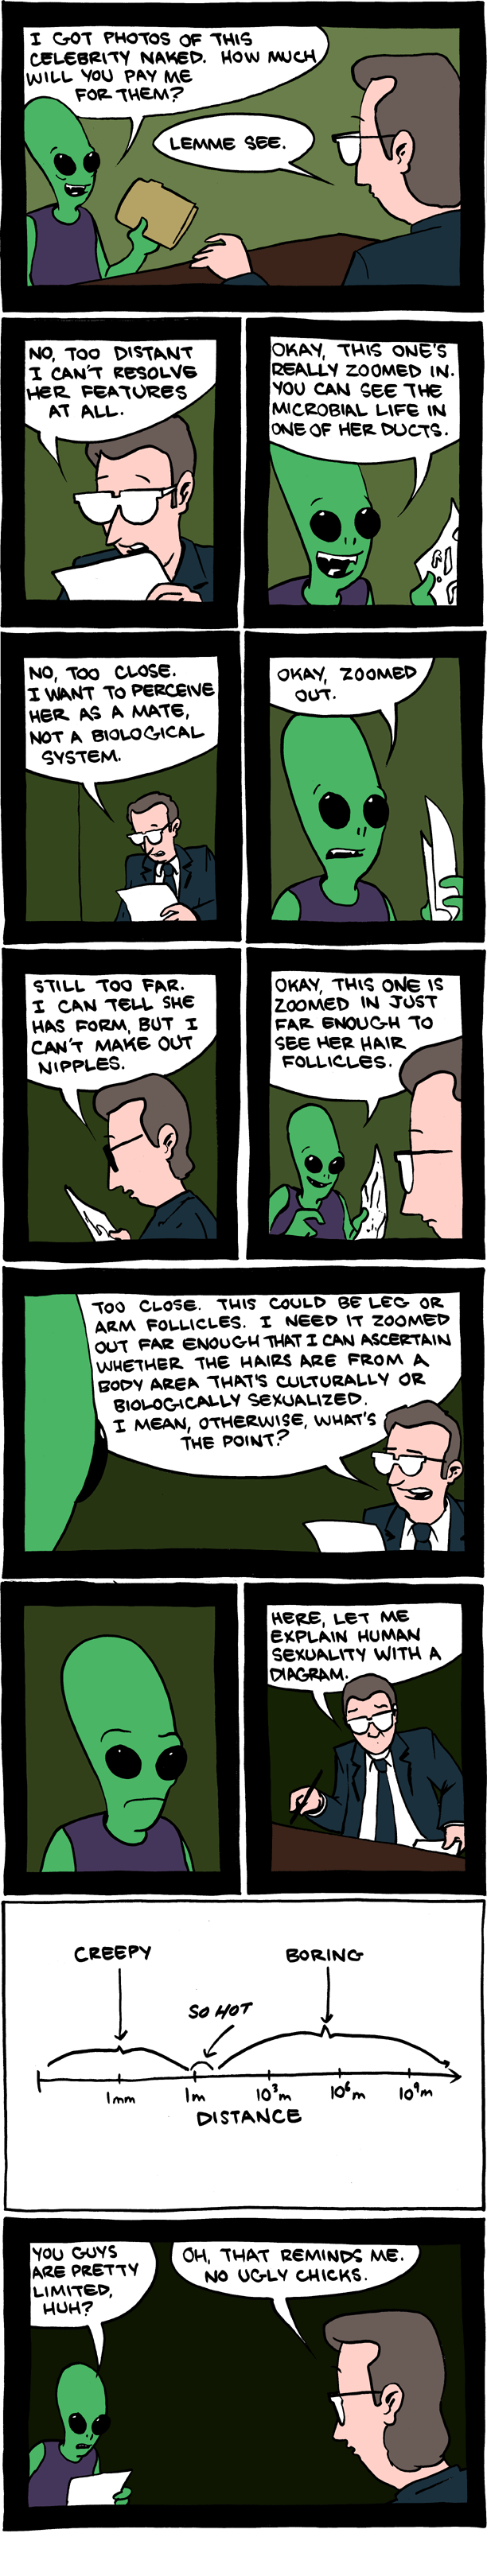 I GOT PHOTOS OF THIS
CELEBRITY NAKED. HOW MUCH
WILL YOU PAY ME
FOR THEM?
LEMME SEE.
NO, TOO DISTANT
I CAN'T RESOLVE
HER FEATURES
AT ALL.
OKAY, THIS ONE'S
REALLY ZOOMED IN.
YOU CAN SEE THE
MICROBIAL LIFE IN
ONE OF HER DUCTS.
NO, TOO CLOSE.
I WANT TO PERCEIVE
HER AS A MATE,
NOT A BIOLOGICAL
SYSTEM.
OKAY, ZOOMED
OUT.
STILL TOO FAR.
I CAN TELL SHE
HAS FORM, BUT I
CAN'T MAKE OUT
NIPPLES.
OKAY, THIS ONE IS
ZOOMED IN JUST
FAR ENOUGH TO
SEE HER HAIR
FOLLICLES.
TOO CLOSE. THIS COULD BE LEG OR
ARM FOLLICLES. I NEED IT ZOOMED
OUT FAR ENOUGH THAT I CAN ASCERTAIN
WHETHER THE HAIRS ARE FROM A
BODY AREA THAT'S CULTURALLY OR
BIOLOGICALLY SEXUALIZED.
I MEAN, OTHERWISE, WHAT'S
THE POINT?
HERE, LET ME
EXPLAIN HUMAN
SEXUALITY WITH A
DIAGRAM.
CREEPY
BORING
SO HOT
1mm 1m 10³m 10⁶m 10⁹m
DISTANCE
YOU GUYS
ARE PRETTY
LIMITED,
HUH?
OH, THAT REMINDS ME.
NO UGLY CHICKS.